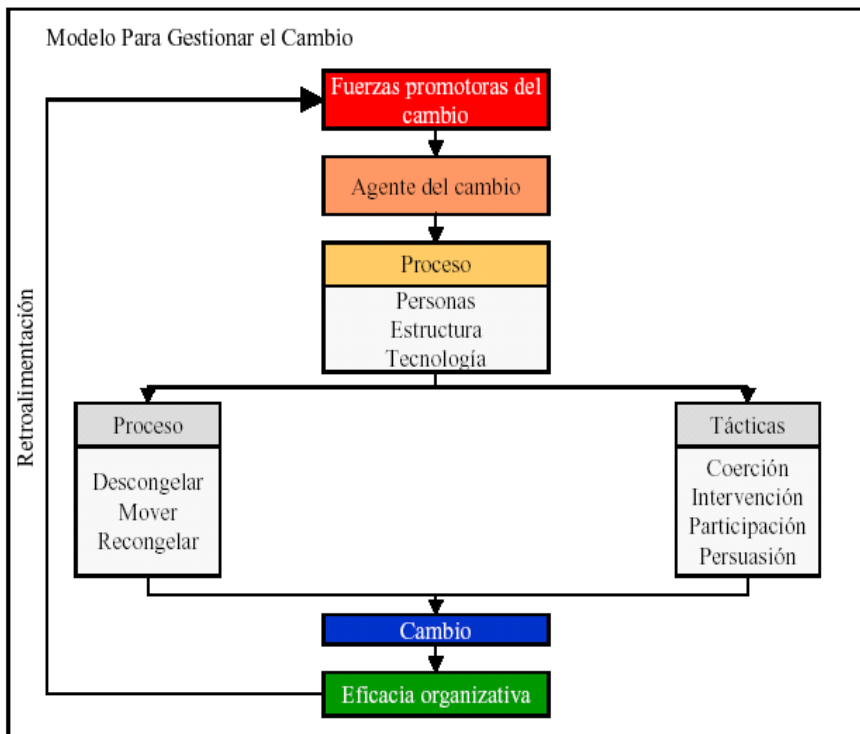 Modelo Para Gestionar el Cambio
Fuerzas promotoras del
cambio
Agente del cambio
Proceso
Personas
Estructura
Tecnología
Retroalimentación
Proceso
Descongelar
Mover
Recongelar
Tácticas
Coerción
Intervención
Participación
Persuasión
Cambio
Eficacia organizativa